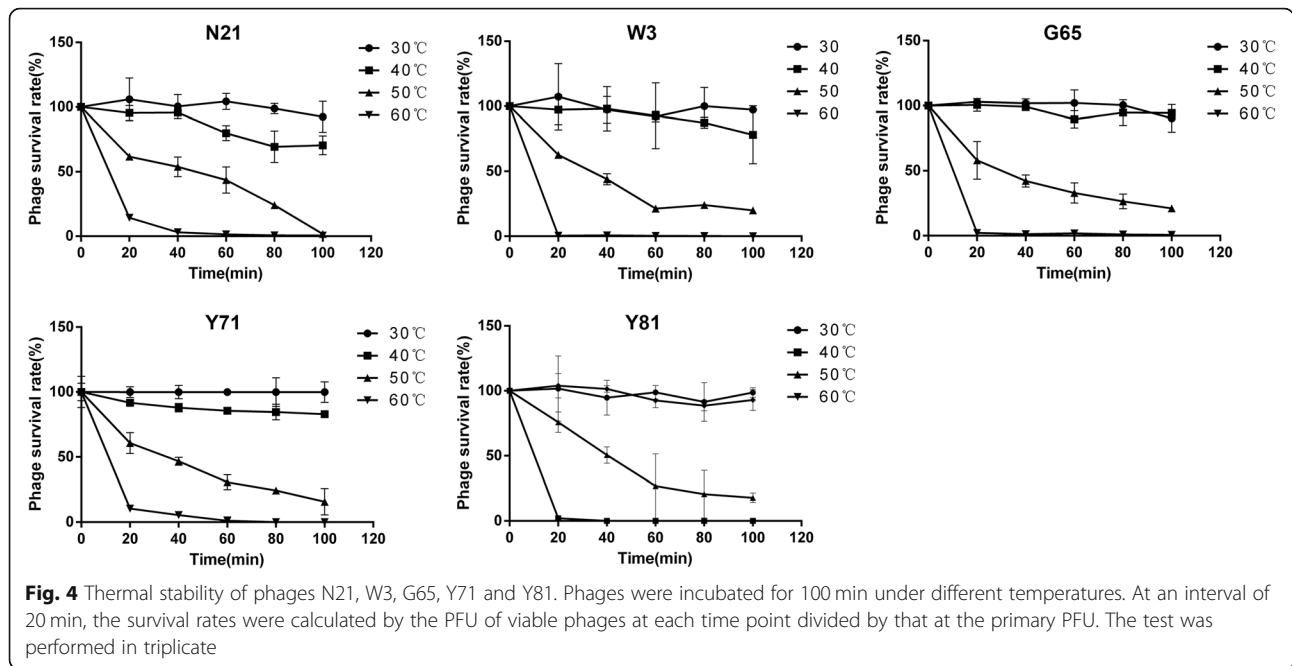 N21
Phage survival rate(%)
150
100
50
0
0 20 40 60 80 100 120
Time(min)
30℃
40℃
50℃
60℃
W3
Phage survival rate(%)
150
100
50
0
0 20 40 60 80 100 120
Time(min)
30
40
50
60
G65
Phage survival rate(%)
150
100
50
0
0 20 40 60 80 100 120
Time(min)
30℃
40℃
50℃
60℃
Y71
Phage survival rate(%)
150
100
50
0
0 20 40 60 80 100 120
Time(min)
30℃
40℃
50℃
60℃
Y81
Phage survival rate(%)
150
100
50
0
0 20 40 60 80 100 120
Time(min)
30℃
40℃
50℃
60℃
Fig. 4 Thermal stability of phages N21, W3, G65, Y71 and Y81. Phages were incubated for 100 min under different temperatures. At an interval of
20 min, the survival rates were calculated by the PFU of viable phages at each time point divided by that at the primary PFU. The test was
performed in triplicate